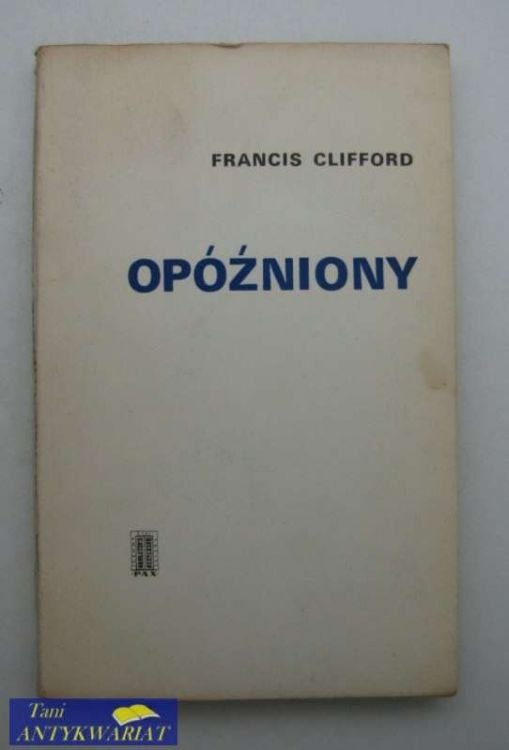 FRANCIS CLIFFORD
OPÓŹNIONY
PAX
Tani
ANTYKWARIAT